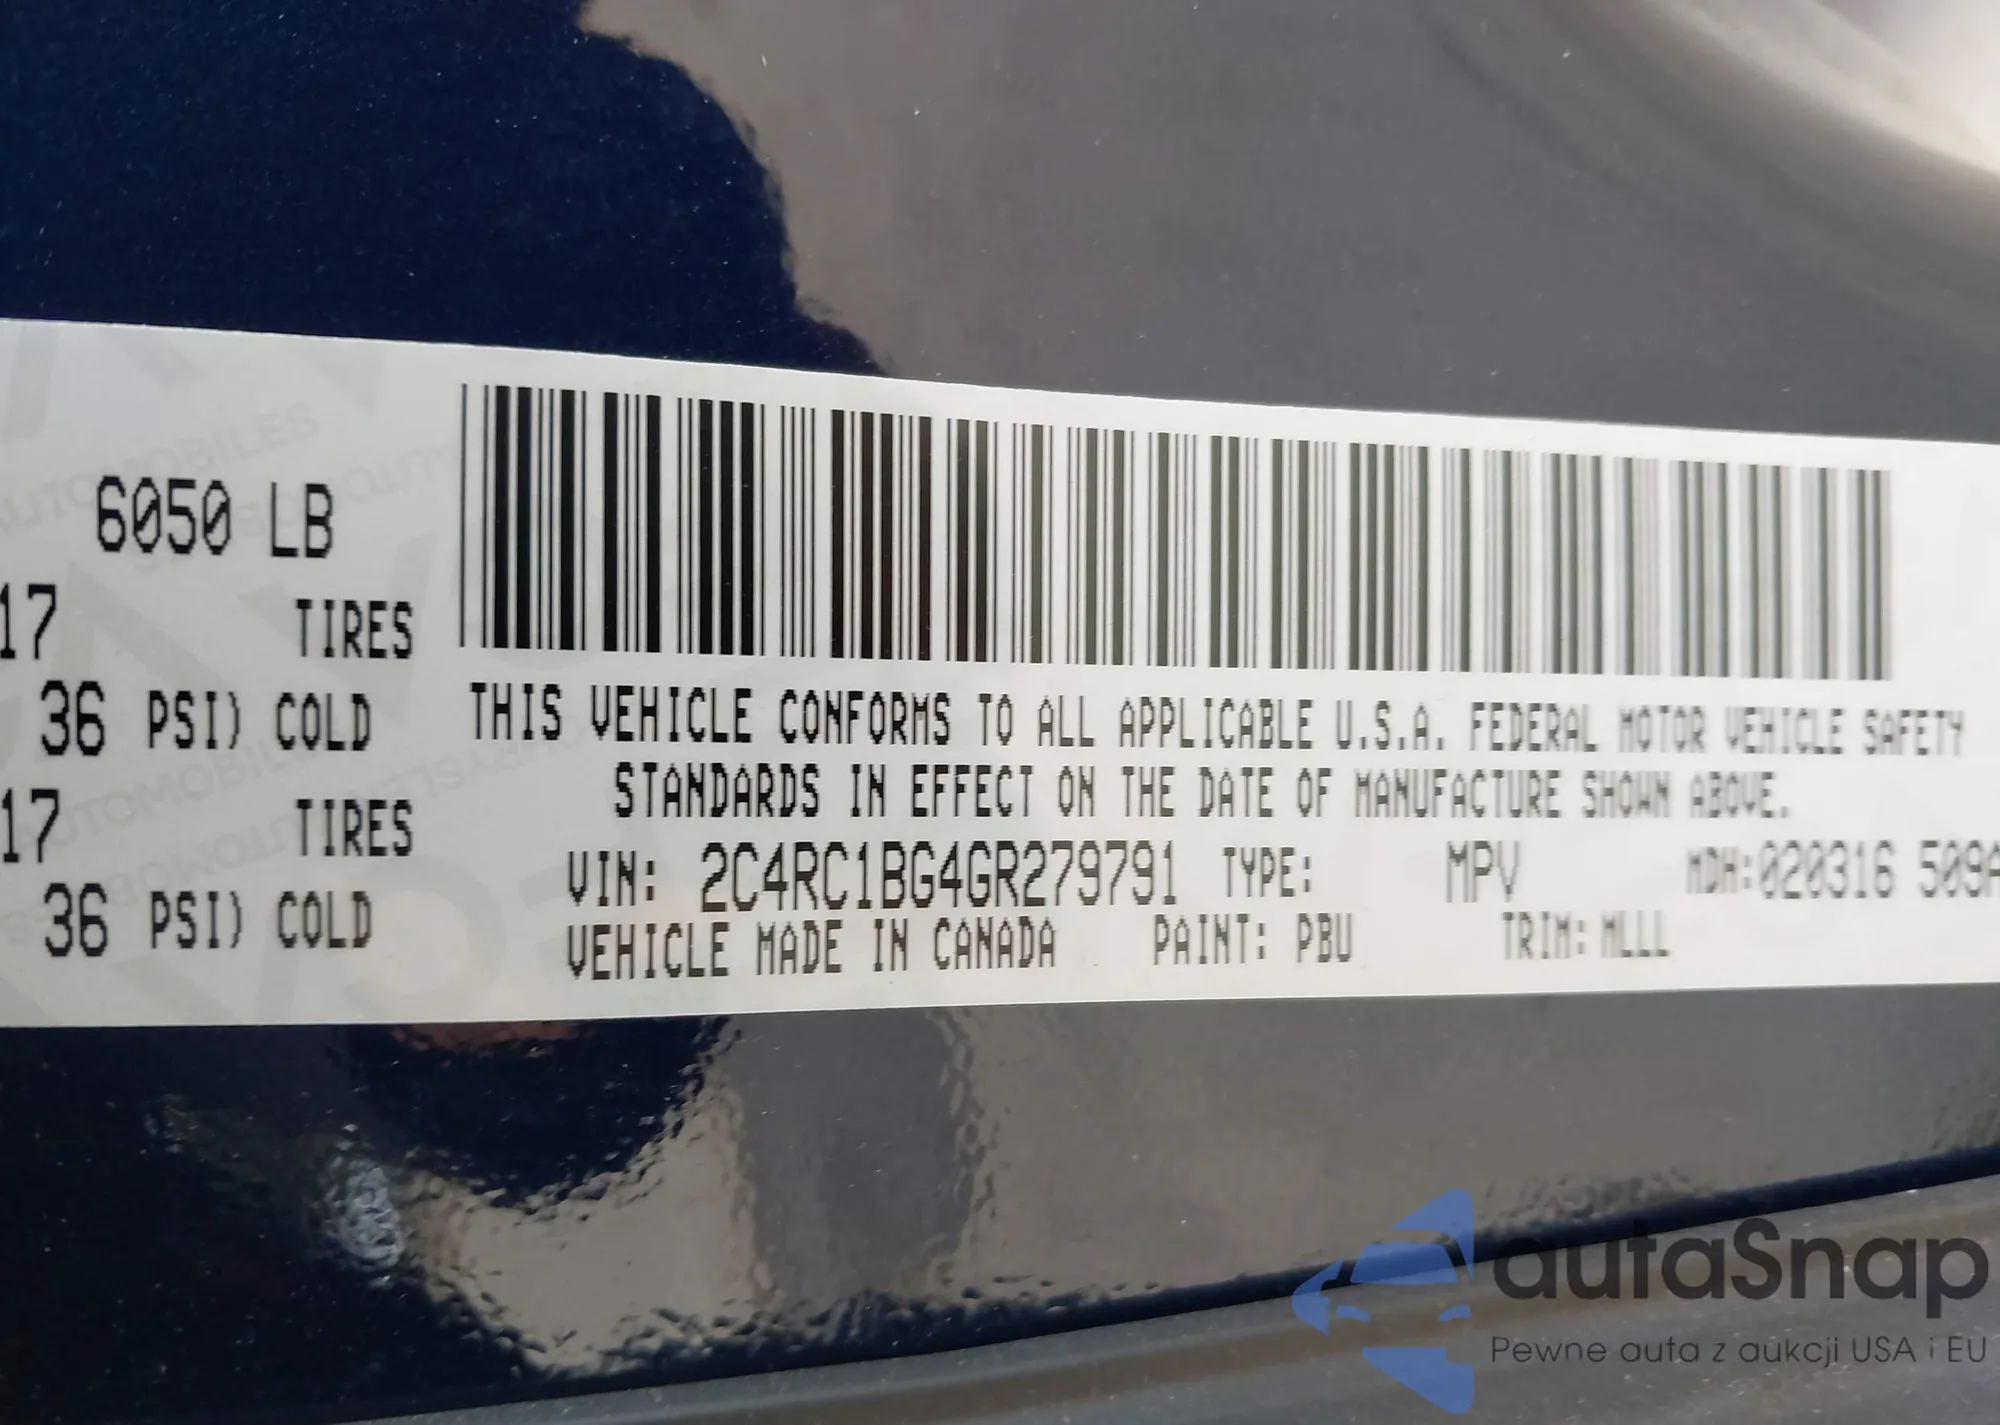 6050 LB
17 TIRES
36 PSI) COLD
17 TIRES
36 PSI) COLD
THIS VEHICLE CONFORMS TO ALL APPLICABLE U.S.A. FEDERAL MOTOR VEHICLE SAFETY
STANDARDS IN EFFECT ON THE DATE OF MANUFACTURE SHOWN ABOVE.
VIN: 2C4RC1BG4GR279791 TYPE: MPV MDH:020316 509A
VEHICLE MADE IN CANADA PAINT: PBU TRIM: MLLL
autaSnap
Pewne auta z aukcji USA i EU